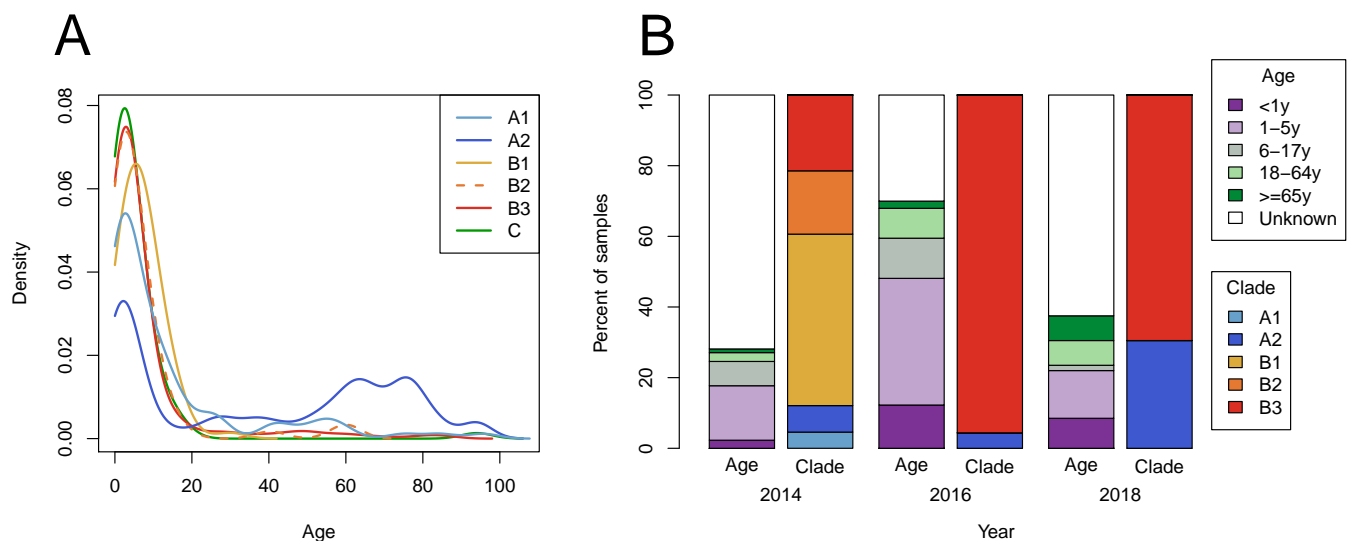 A
B
0.00
0.02
0.04
0.06
0.08
Density
0
20
40
60
80
100
Age
A1
A2
B1
B2
B3
C
Percent of samples
0
20
40
60
80
100
Age
Clade
Age
Clade
Age
Clade
2014
2016
2018
Year
Age
<1y
1–5y
6–17y
18–64y
>=65y
Unknown
Clade
A1
A2
B1
B2
B3